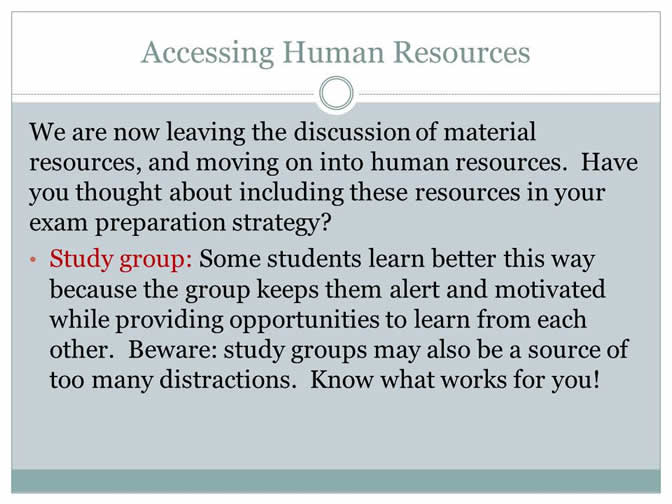 Accessing Human Resources
We are now leaving the discussion of material
resources, and moving on into human resources.  Have
you thought about including these resources in your
exam preparation strategy?
• Study group: Some students learn better this way
because the group keeps them alert and motivated
while providing opportunities to learn from each
other.  Beware: study groups may also be a source of
too many distractions.  Know what works for you!